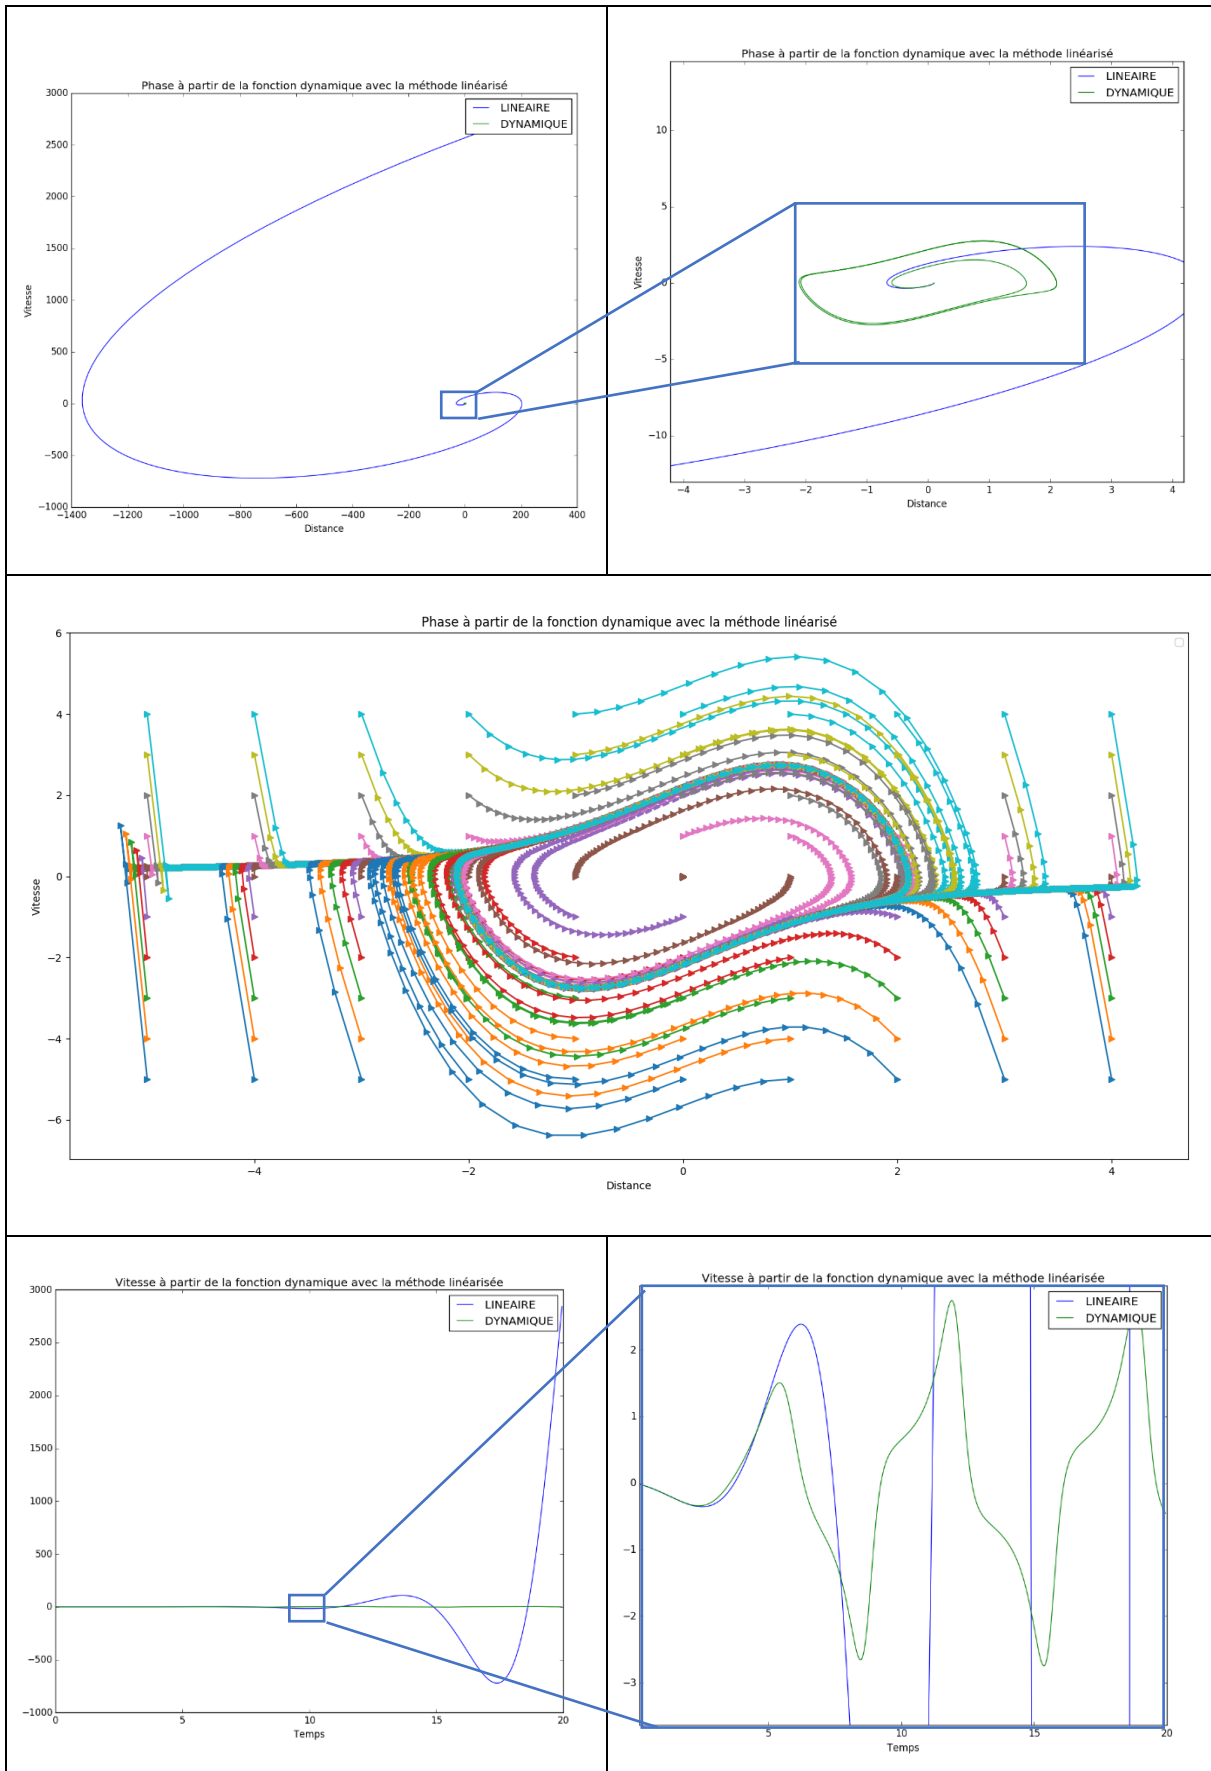 Phase à partir de la fonction dynamique avec la méthode linéarisé
3000
2500
2000
1500
1000
500
0
−500
−1000
Vitesse
LINEAIRE
DYNAMIQUE
−1400 −1200 −1000 −800 −600 −400 −200 0 200 400
Distance
Phase à partir de la fonction dynamique avec la méthode linéarisé
LINEAIRE
DYNAMIQUE
10
5
0
−5
−10
Vitesse
−4 −3 −2 −1 0 1 2 3 4
Distance
Phase à partir de la fonction dynamique avec la méthode linéarisé
6
4
2
0
−2
−4
−6
Vitesse
−4 −2 0 2 4
Distance
Vitesse à partir de la fonction dynamique avec la méthode linéarisée
3000
2500
2000
1500
1000
500
0
−500
−1000
Vitesse
LINEAIRE
DYNAMIQUE
0 5 10 15 20
Temps
Vitesse à partir de la fonction dynamique avec la méthode linéarisée
LINEAIRE
DYNAMIQUE
2
1
0
−1
−2
−3
5 10 15 20
Temps